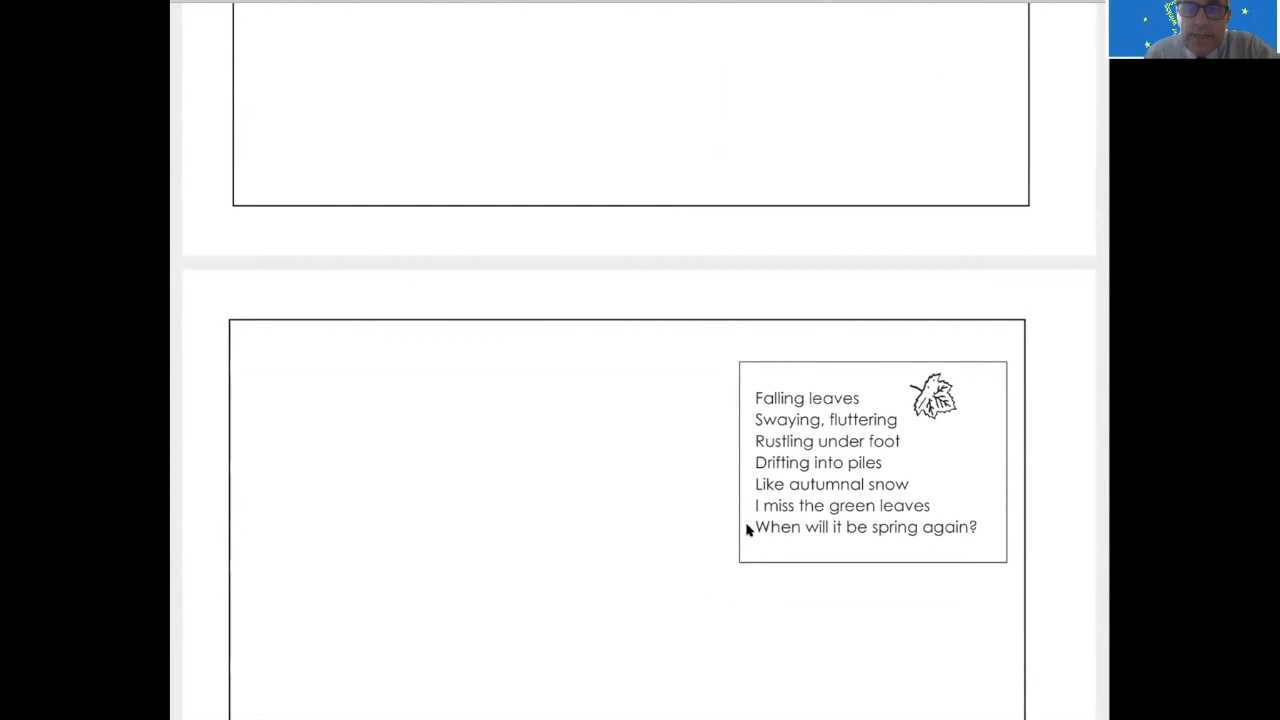 Falling leaves
Swaying, fluttering
Rustling under foot
Drifting into piles
Like autumnal snow
I miss the green leaves
When will it be spring again?